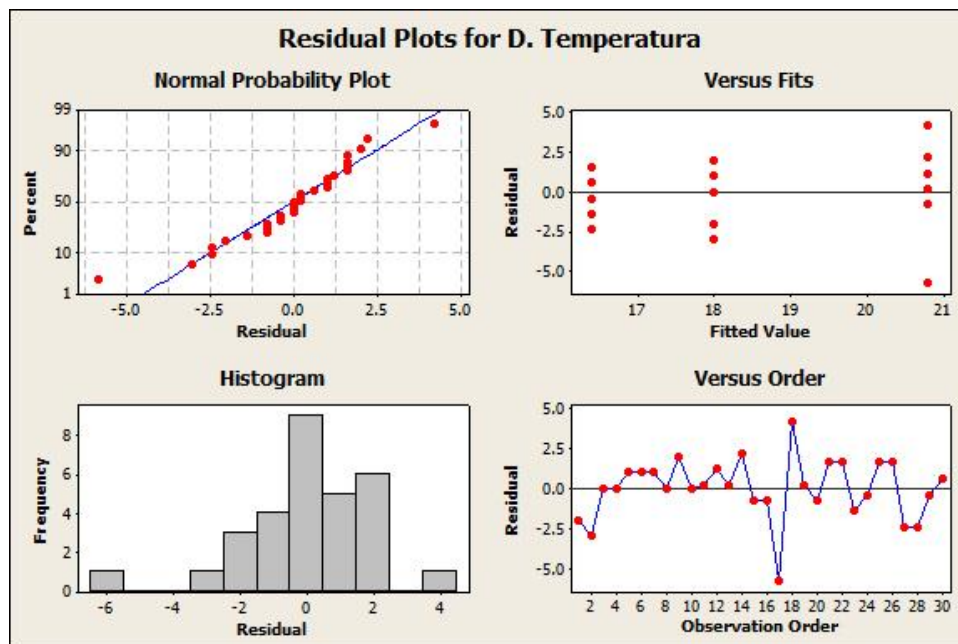 Residual Plots for D. Temperatura
Normal Probability Plot
99
90
50
10
1
Percent
-5.0 -2.5 0.0 2.5 5.0
Residual
Versus Fits
5.0
2.5
0.0
-2.5
-5.0
Residual
17 18 19 20 21
Fitted Value
Histogram
8
6
4
2
0
Frequency
-6 -4 -2 0 2 4
Residual
Versus Order
5.0
2.5
0.0
-2.5
-5.0
Residual
2 4 6 8 10 12 14 16 18 20 22 24 26 28 30
Observation Order